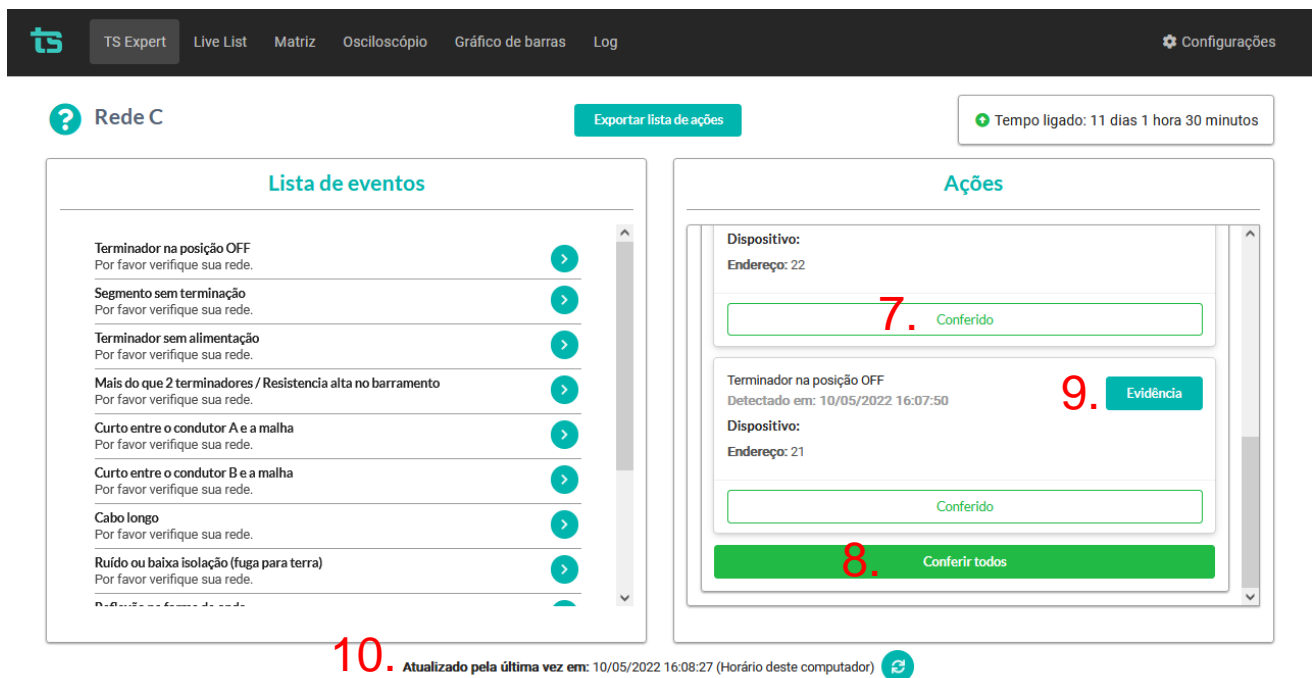 ts TS Expert Live List Matriz Osciloscópio Gráfico de barras Log Configurações
? Rede C Exportar lista de ações Tempo ligado: 11 dias 1 hora 30 minutos
Lista de eventos
Terminador na posição OFF
Por favor verifique sua rede.
Segmento sem terminação
Por favor verifique sua rede.
Terminador sem alimentação
Por favor verifique sua rede.
Mais do que 2 terminadores / Resistencia alta no barramento
Por favor verifique sua rede.
Curto entre o condutor A e a malha
Por favor verifique sua rede.
Curto entre o condutor B e a malha
Por favor verifique sua rede.
Cabo longo
Por favor verifique sua rede.
Ruído ou baixa isolação (fuga para terra)
Por favor verifique sua rede.
Ações
Dispositivo:
Endereço: 22
7. Conferido
Terminador na posição OFF
Detectado em: 10/05/2022 16:07:50
9. Evidência
Dispositivo:
Endereço: 21
Conferido
8. Conferir todos
10. Atualizado pela última vez em: 10/05/2022 16:08:27 (Horário deste computador)